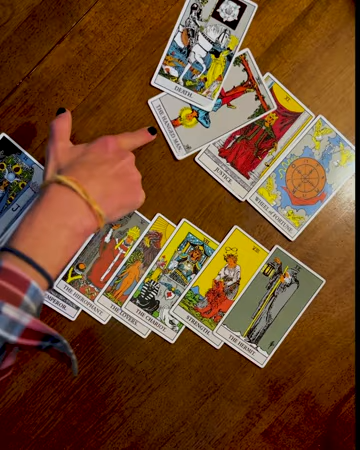 DEATH.
THE HANGED MAN.
JUSTICE.
WHEEL of FORTUNE.
EMPEROR.
THE HIEROPHANT.
THE LOVERS.
THE CHARIOT.
STRENGTH.
THE HERMIT.